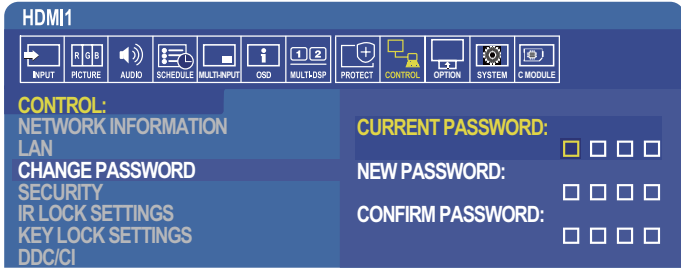 HDMI1
INPUT PICTURE AUDIO SCHEDULE MULTI-INPUT OSD MULTI-DSP PROTECT CONTROL OPTION SYSTEM C MODULE
R G B
1 2
CONTROL:
NETWORK INFORMATION
LAN
CHANGE PASSWORD
SECURITY
IR LOCK SETTINGS
KEY LOCK SETTINGS
DDC/CI
CURRENT PASSWORD:
NEW PASSWORD:
CONFIRM PASSWORD: